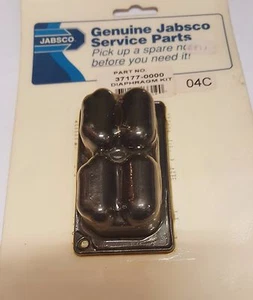 Genuine Jabsco
Service Parts
JABSCO
Pick up a spare now
before you need it!
PART NO.
37177-0000
DIAPHRAGM KIT
04C